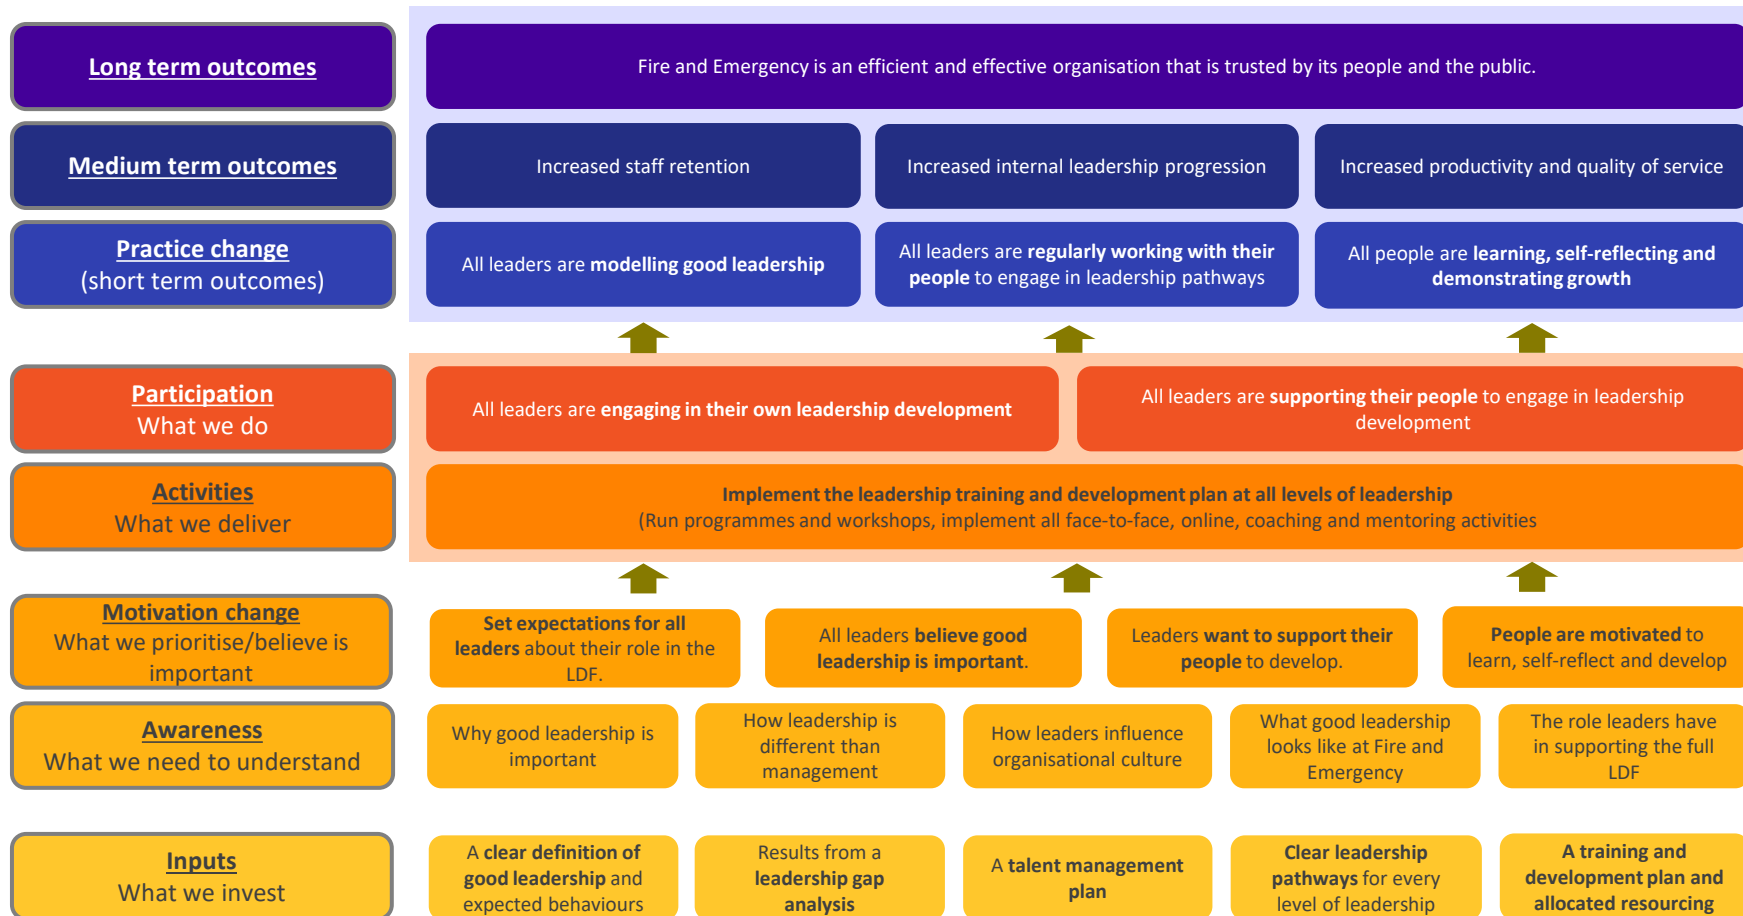 Long term outcomes
Fire and Emergency is an efficient and effective organisation that is trusted by its people and the public.
Medium term outcomes
Increased staff retention
Increased internal leadership progression
Increased productivity and quality of service
Practice change
(short term outcomes)
All leaders are modelling good leadership
All leaders are regularly working with their
people to engage in leadership pathways
All people are learning, self-reflecting and
demonstrating growth
Participation
What we do
All leaders are engaging in their own leadership development
All leaders are supporting their people to engage in leadership
development
Activities
What we deliver
Implement the leadership training and development plan at all levels of leadership
(Run programmes and workshops, implement all face-to-face, online, coaching and mentoring activities
Motivation change
What we prioritise/believe is
important
Set expectations for all
leaders about their role in the
LDF.
All leaders believe good
leadership is important.
Leaders want to support their
people to develop.
People are motivated to
learn, self-reflect and develop
Awareness
What we need to understand
Why good leadership is
important
How leadership is
different than
management
How leaders influence
organisational culture
What good leadership
looks like at Fire and
Emergency
The role leaders have
in supporting the full
LDF
Inputs
What we invest
A clear definition of
good leadership and
expected behaviours
Results from a
leadership gap
analysis
A talent management
plan
Clear leadership
pathways for every
level of leadership
A training and
development plan and
allocated resourcing